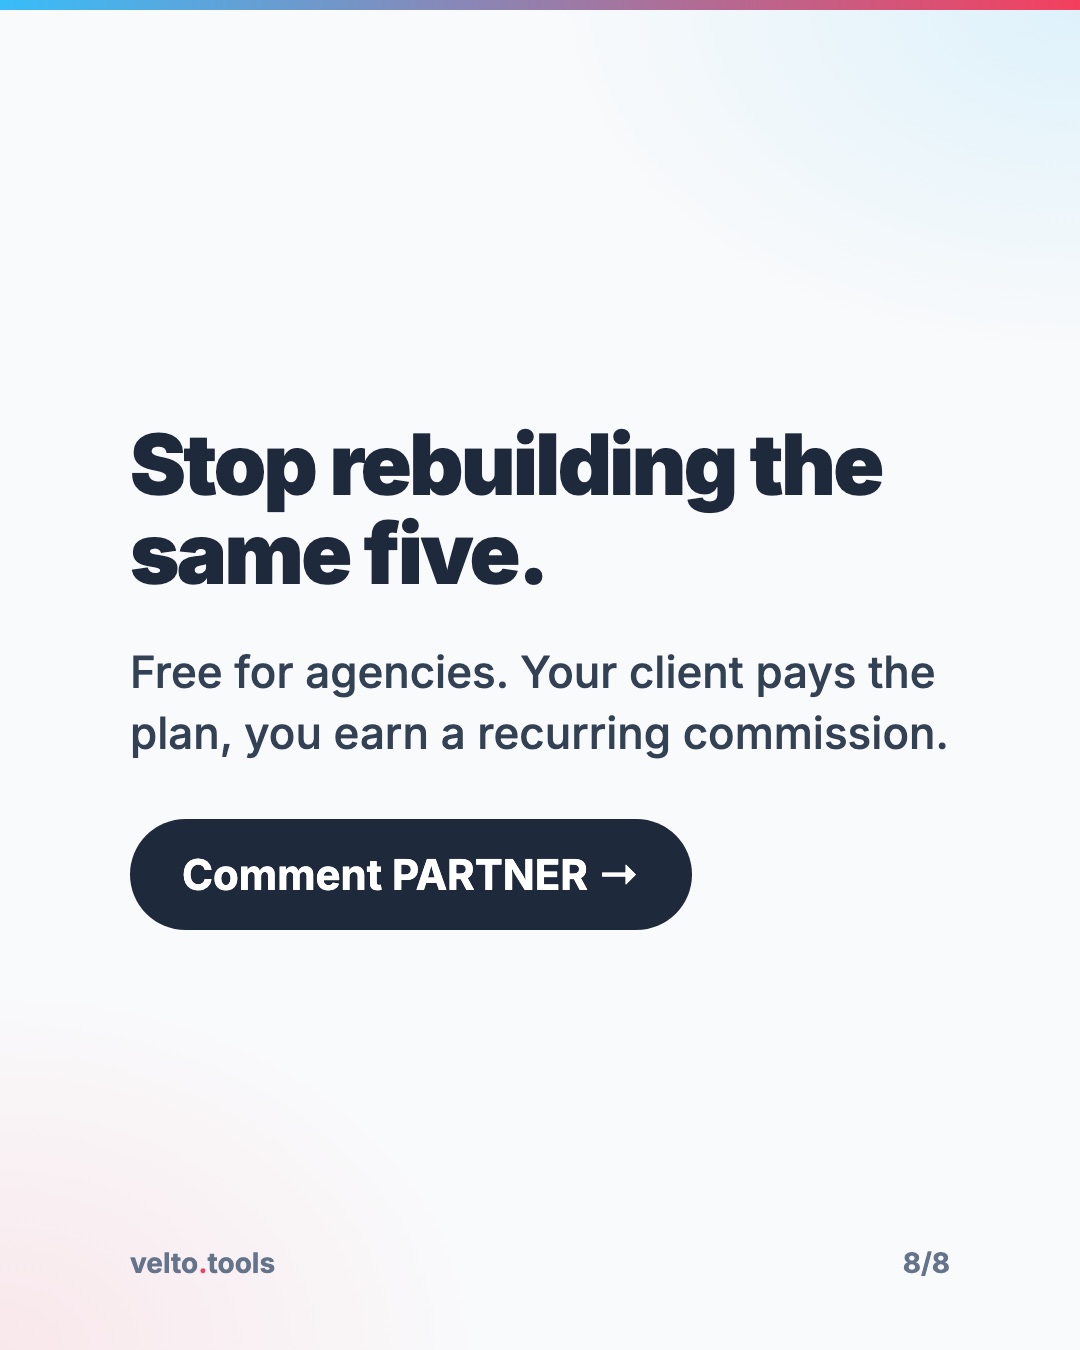 Stop rebuilding the
same five.
Free for agencies. Your client pays the
plan, you earn a recurring commission.
Comment PARTNER →
velto.tools
8/8